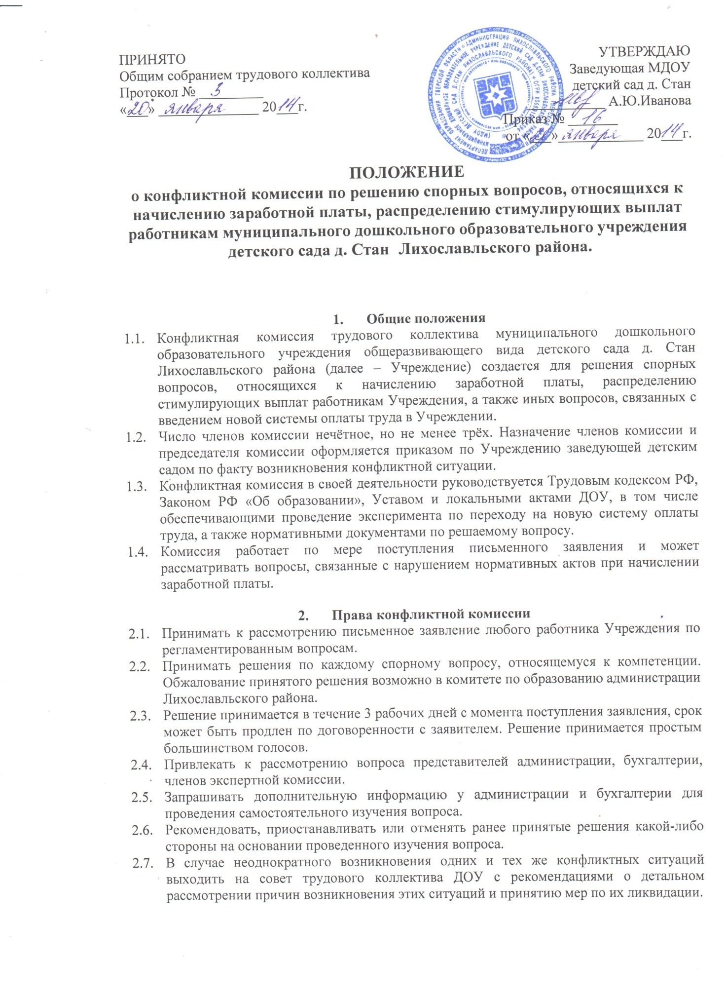 ПРИНЯТО
Общим собранием трудового коллектива
Протокол № 3
«20» января 2014г.
УТВЕРЖДАЮ
Заведующая МДОУ
детский сад д. Стан
А.Ю.Иванова
Приказ № 16
от « » января 2014г.
ПОЛОЖЕНИЕ
о конфликтной комиссии по решению спорных вопросов, относящихся к
начислению заработной платы, распределению стимулирующих выплат
работникам муниципального дошкольного образовательного учреждения
детского сада д. Стан Лихославльского района.
1. Общие положения
1.1. Конфликтная комиссия трудового коллектива муниципального дошкольного
образовательного учреждения общеразвивающего вида детского сада д. Стан
Лихославльского района (далее – Учреждение) создается для решения спорных
вопросов, относящихся к начислению заработной платы, распределению
стимулирующих выплат работникам Учреждения, а также иных вопросов, связанных с
введением новой системы оплаты труда в Учреждении.
1.2. Число членов комиссии нечётное, но не менее трёх. Назначение членов комиссии и
председателя комиссии оформляется приказом по Учреждению заведующей детским
садом по факту возникновения конфликтной ситуации.
1.3. Конфликтная комиссия в своей деятельности руководствуется Трудовым кодексом РФ,
Законом РФ «Об образовании», Уставом и локальными актами ДОУ, в том числе
обеспечивающими проведение эксперимента по переходу на новую систему оплаты
труда, а также нормативными документами по решаемому вопросу.
1.4. Комиссия работает по мере поступления письменного заявления и может
рассматривать вопросы, связанные с нарушением нормативных актов при начислении
заработной платы.
2. Права конфликтной комиссии
2.1. Принимать к рассмотрению письменное заявление любого работника Учреждения по
регламентированным вопросам.
2.2. Принимать решения по каждому спорному вопросу, относящемуся к компетенции.
Обжалование принятого решения возможно в комитете по образованию администрации
Лихославльского района.
2.3. Решение принимается в течение 3 рабочих дней с момента поступления заявления, срок
может быть продлен по договоренности с заявителем. Решение принимается простым
большинством голосов.
2.4. Привлекать к рассмотрению вопроса представителей администрации, бухгалтерии,
членов экспертной комиссии.
2.5. Запрашивать дополнительную информацию у администрации и бухгалтерии для
проведения самостоятельного изучения вопроса.
2.6. Рекомендовать, приостанавливать или отменять ранее принятые решения какой-либо
стороны на основании проведенного изучения вопроса.
2.7. В случае неоднократного возникновения одних и тех же конфликтных ситуаций
выходить на совет трудового коллектива ДОУ с рекомендациями о детальном
рассмотрении причин возникновения этих ситуаций и принятию мер по их ликвидации.